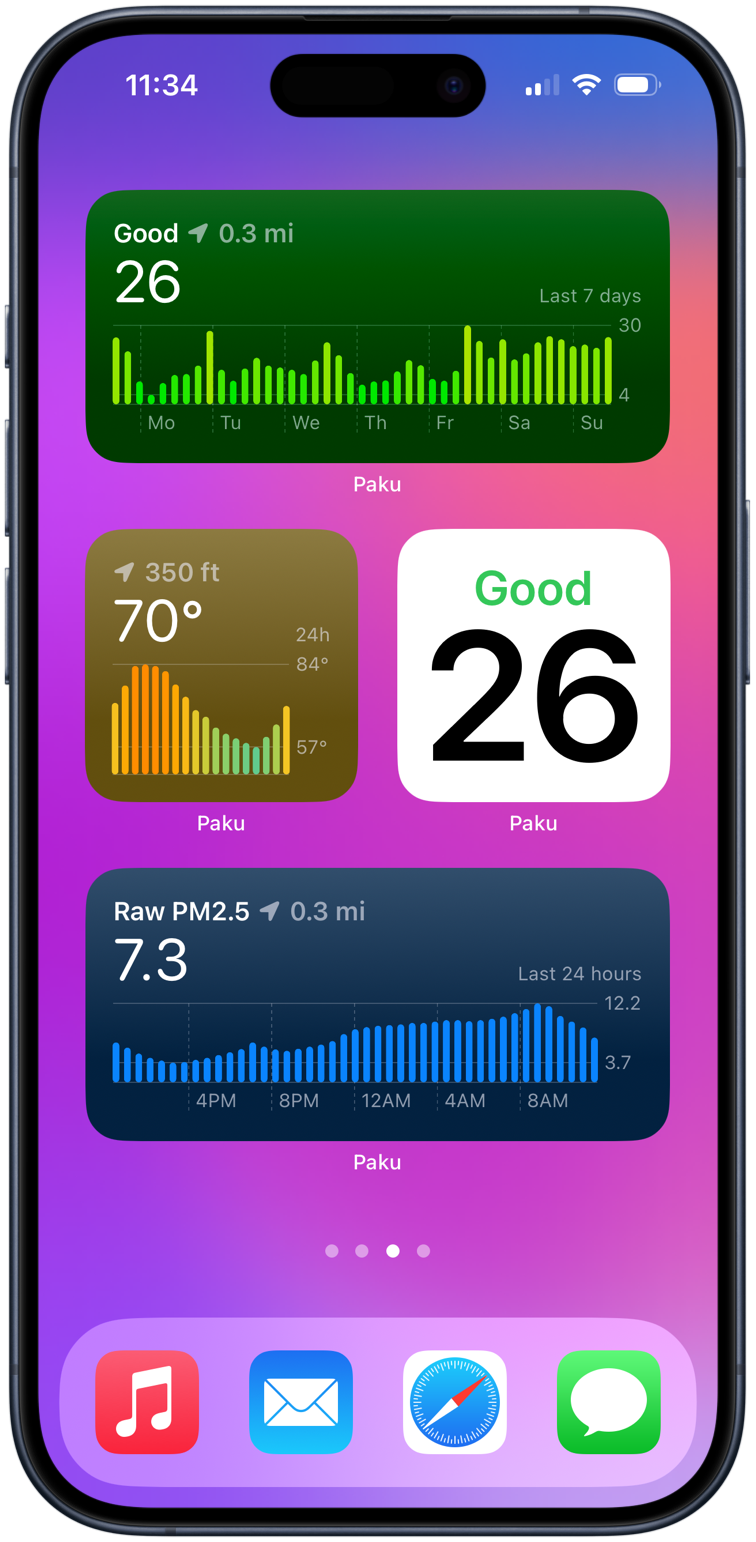 11:34
Good 0.3 mi
26
Last 7 days
30
4
Mo Tu We Th Fr Sa Su
Paku
350 ft
70°
24h
84°
57°
Paku
Good
26
Paku
Raw PM2.5 0.3 mi
7.3
Last 24 hours
12.2
3.7
4PM 8PM 12AM 4AM 8AM
Paku